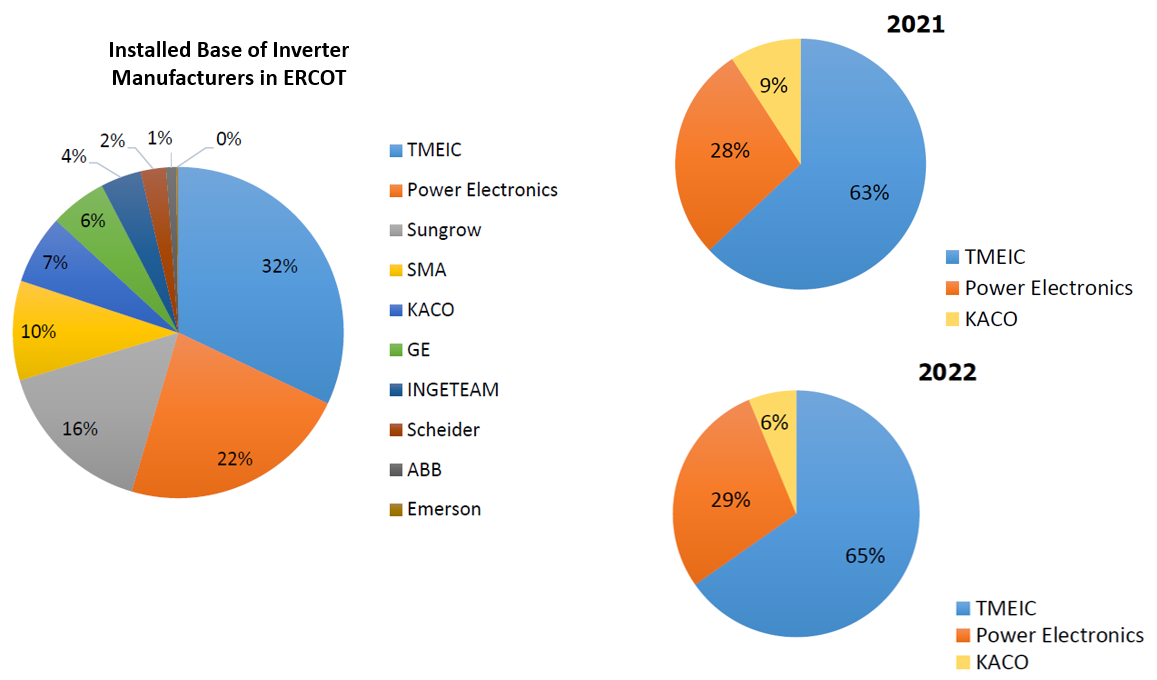 Installed Base of Inverter
Manufacturers in ERCOT
0%
1%
2%
4%
6%
7%
10%
16%
22%
32%
TMEIC
Power Electronics
Sungrow
SMA
KACO
GE
INGETEAM
Scheider
ABB
Emerson
2021
9%
28%
63%
TMEIC
Power Electronics
KACO
2022
6%
29%
65%
TMEIC
Power Electronics
KACO